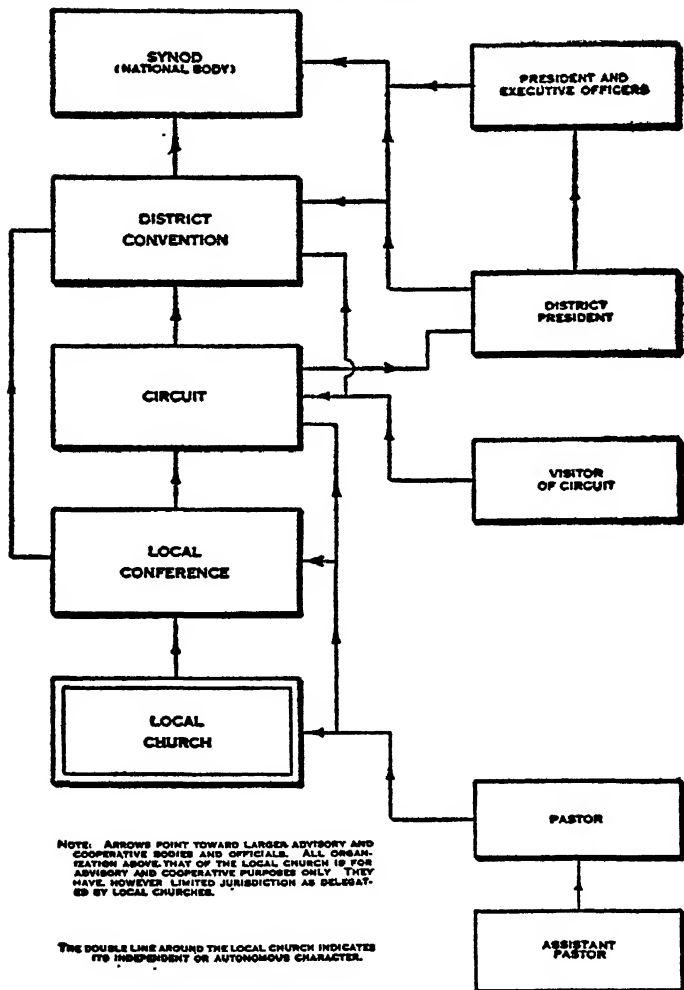 SYNOD
(NATIONAL BODY)
PRESIDENT AND
EXECUTIVE OFFICERS
DISTRICT
CONVENTION
DISTRICT
PRESIDENT
CIRCUIT
VISITOR
OF CIRCUIT
LOCAL
CONFERENCE
LOCAL
CHURCH
PASTOR
ASSISTANT
PASTOR
NOTE: ARROWS POINT TOWARD LARGER ADVISORY AND
COOPERATIVE BODIES AND OFFICIALS. ALL ORGAN-
IZATION ABOVE THAT OF THE LOCAL CHURCH IS FOR
ADVISORY AND COOPERATIVE PURPOSES ONLY THEY
HAVE, HOWEVER LIMITED JURISDICTION AS DELEGAT-
ED BY LOCAL CHURCHES.
THE DOUBLE LINE AROUND THE LOCAL CHURCH INDICATES
ITS INDEPENDENT OR AUTONOMOUS CHARACTER.